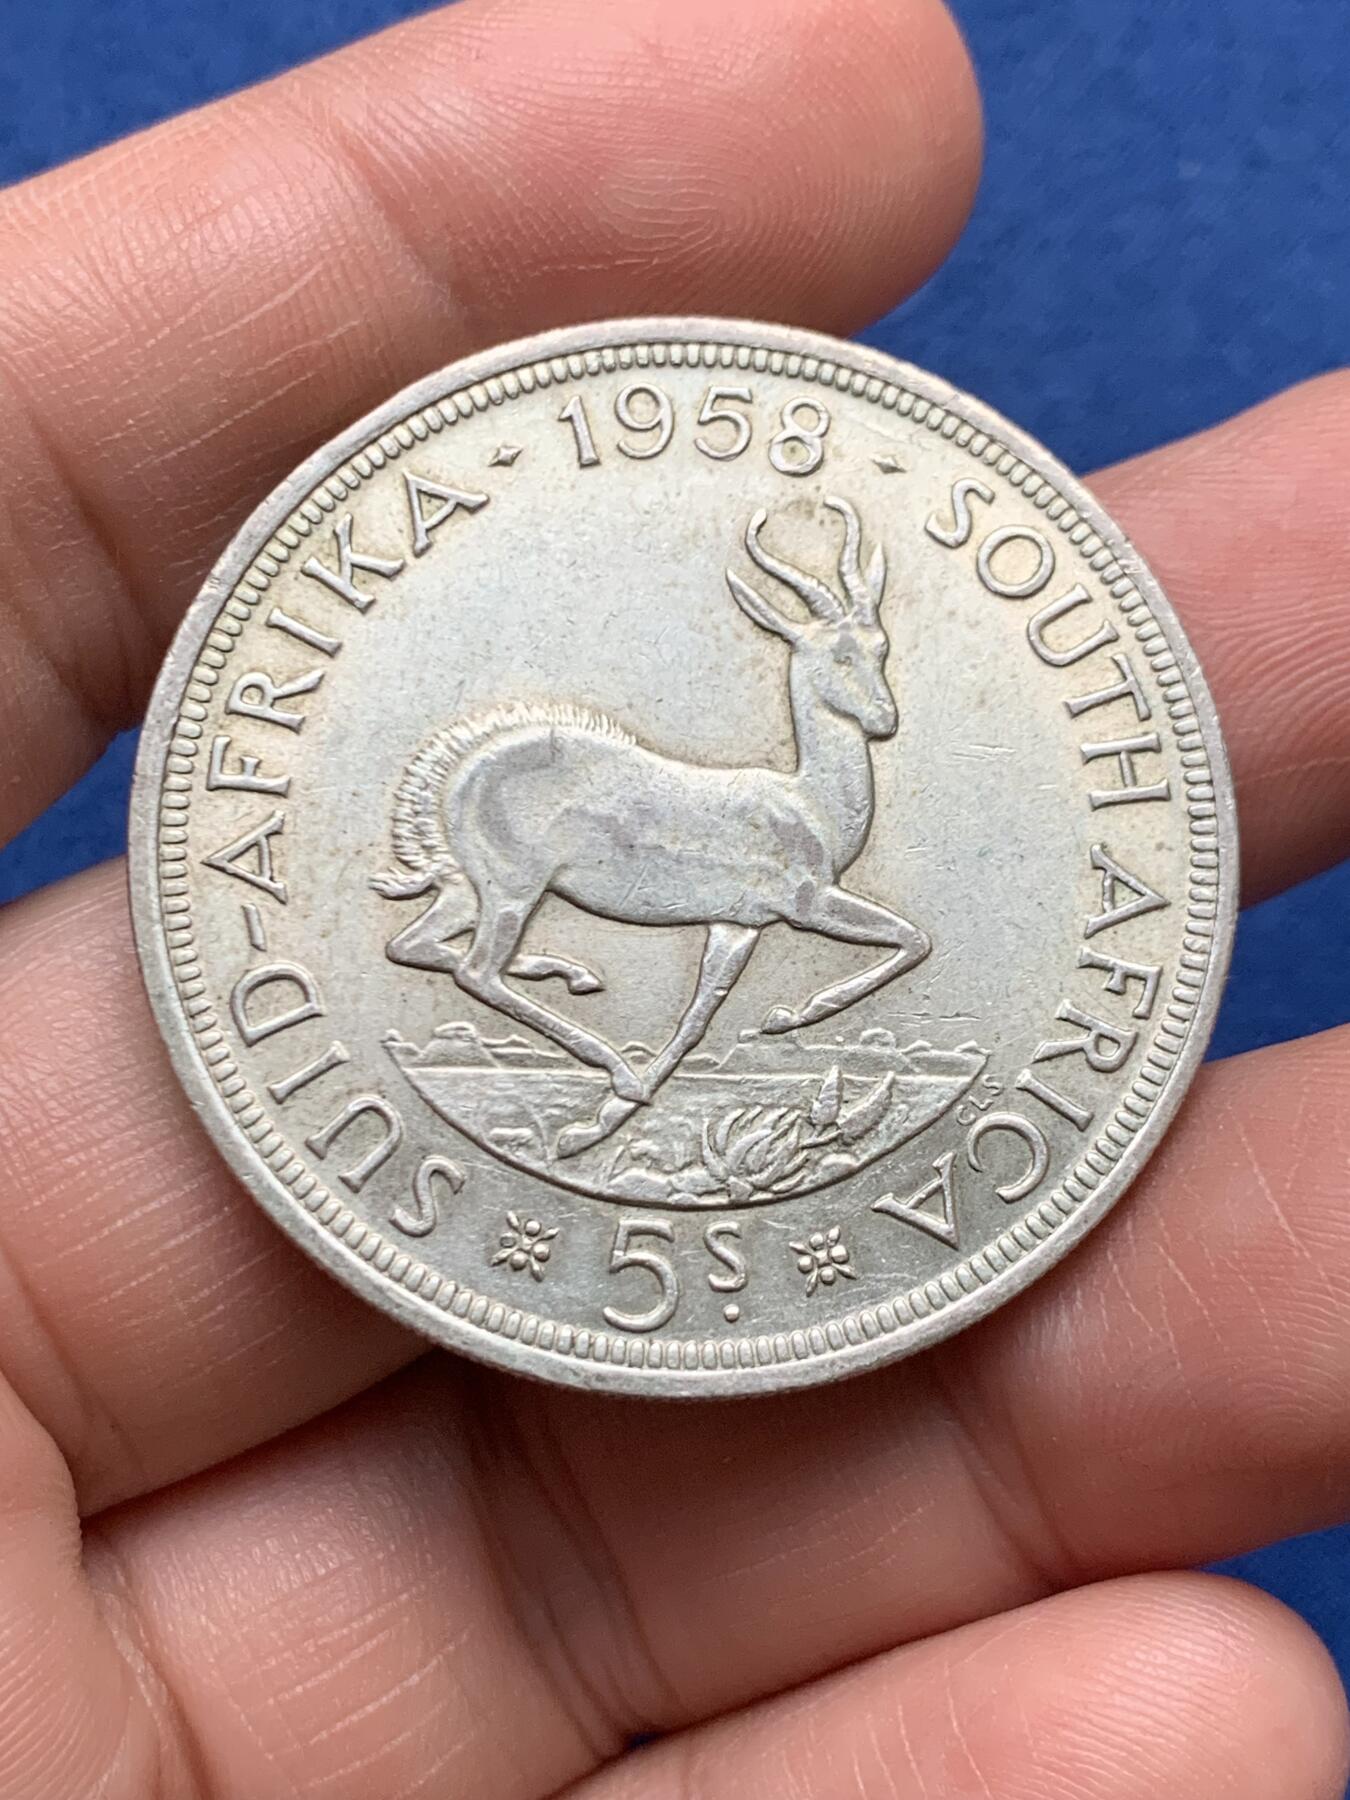 SUID-AFRIKA · 1958 · SOUTH AFRICA
CLS
5S.